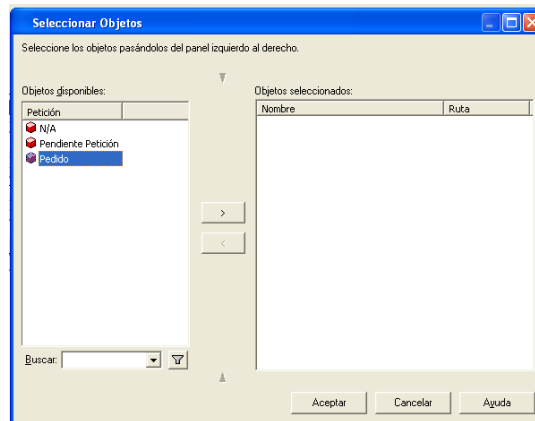 Seleccionar Objetos
Seleccione los objetos pasándolos del panel izquierdo al derecho.
Objetos disponibles:
Objetos seleccionados:
Petición
Nombre
Ruta
N/A
Pendiente Petición
Pedido
>
<
Buscar:
Aceptar
Cancelar
Ayuda